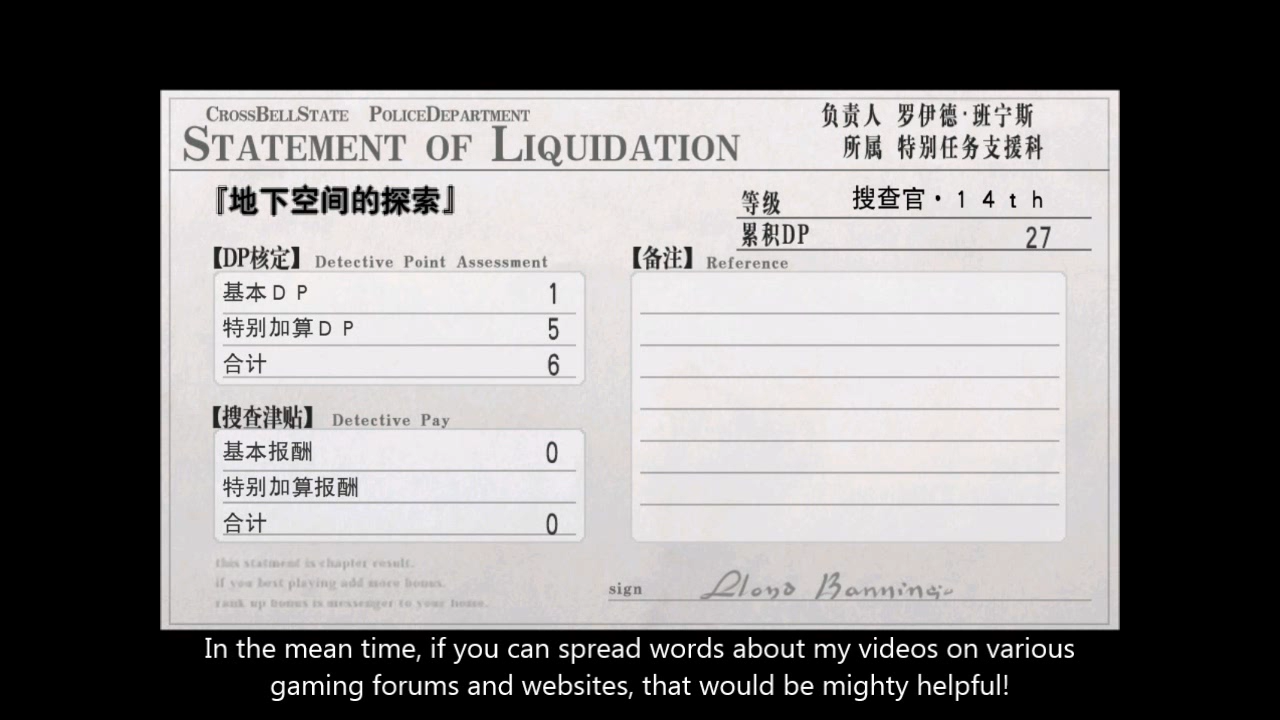 CROSSBELLSTATE POLICEDEPARTMENT
STATEMENT OF LIQUIDATION
负责人 罗伊德·班宁斯
所属 特别任务支援科
『地下空间的探索』
等级 搜查官・14th
累积DP 27
【DP核定】 Detective Point Assessment
基本DP 1
特别加算DP 5
合计 6
【备注】 Reference
【搜查津贴】 Detective Pay
基本报酬 0
特别加算报酬
合计 0
this statment is chapter result.
if you best playing add more bonus.
rank up bonus is messenger to your home.
sign Lloyd Bannings
In the mean time, if you can spread words about my videos on various
gaming forums and websites, that would be mighty helpful!